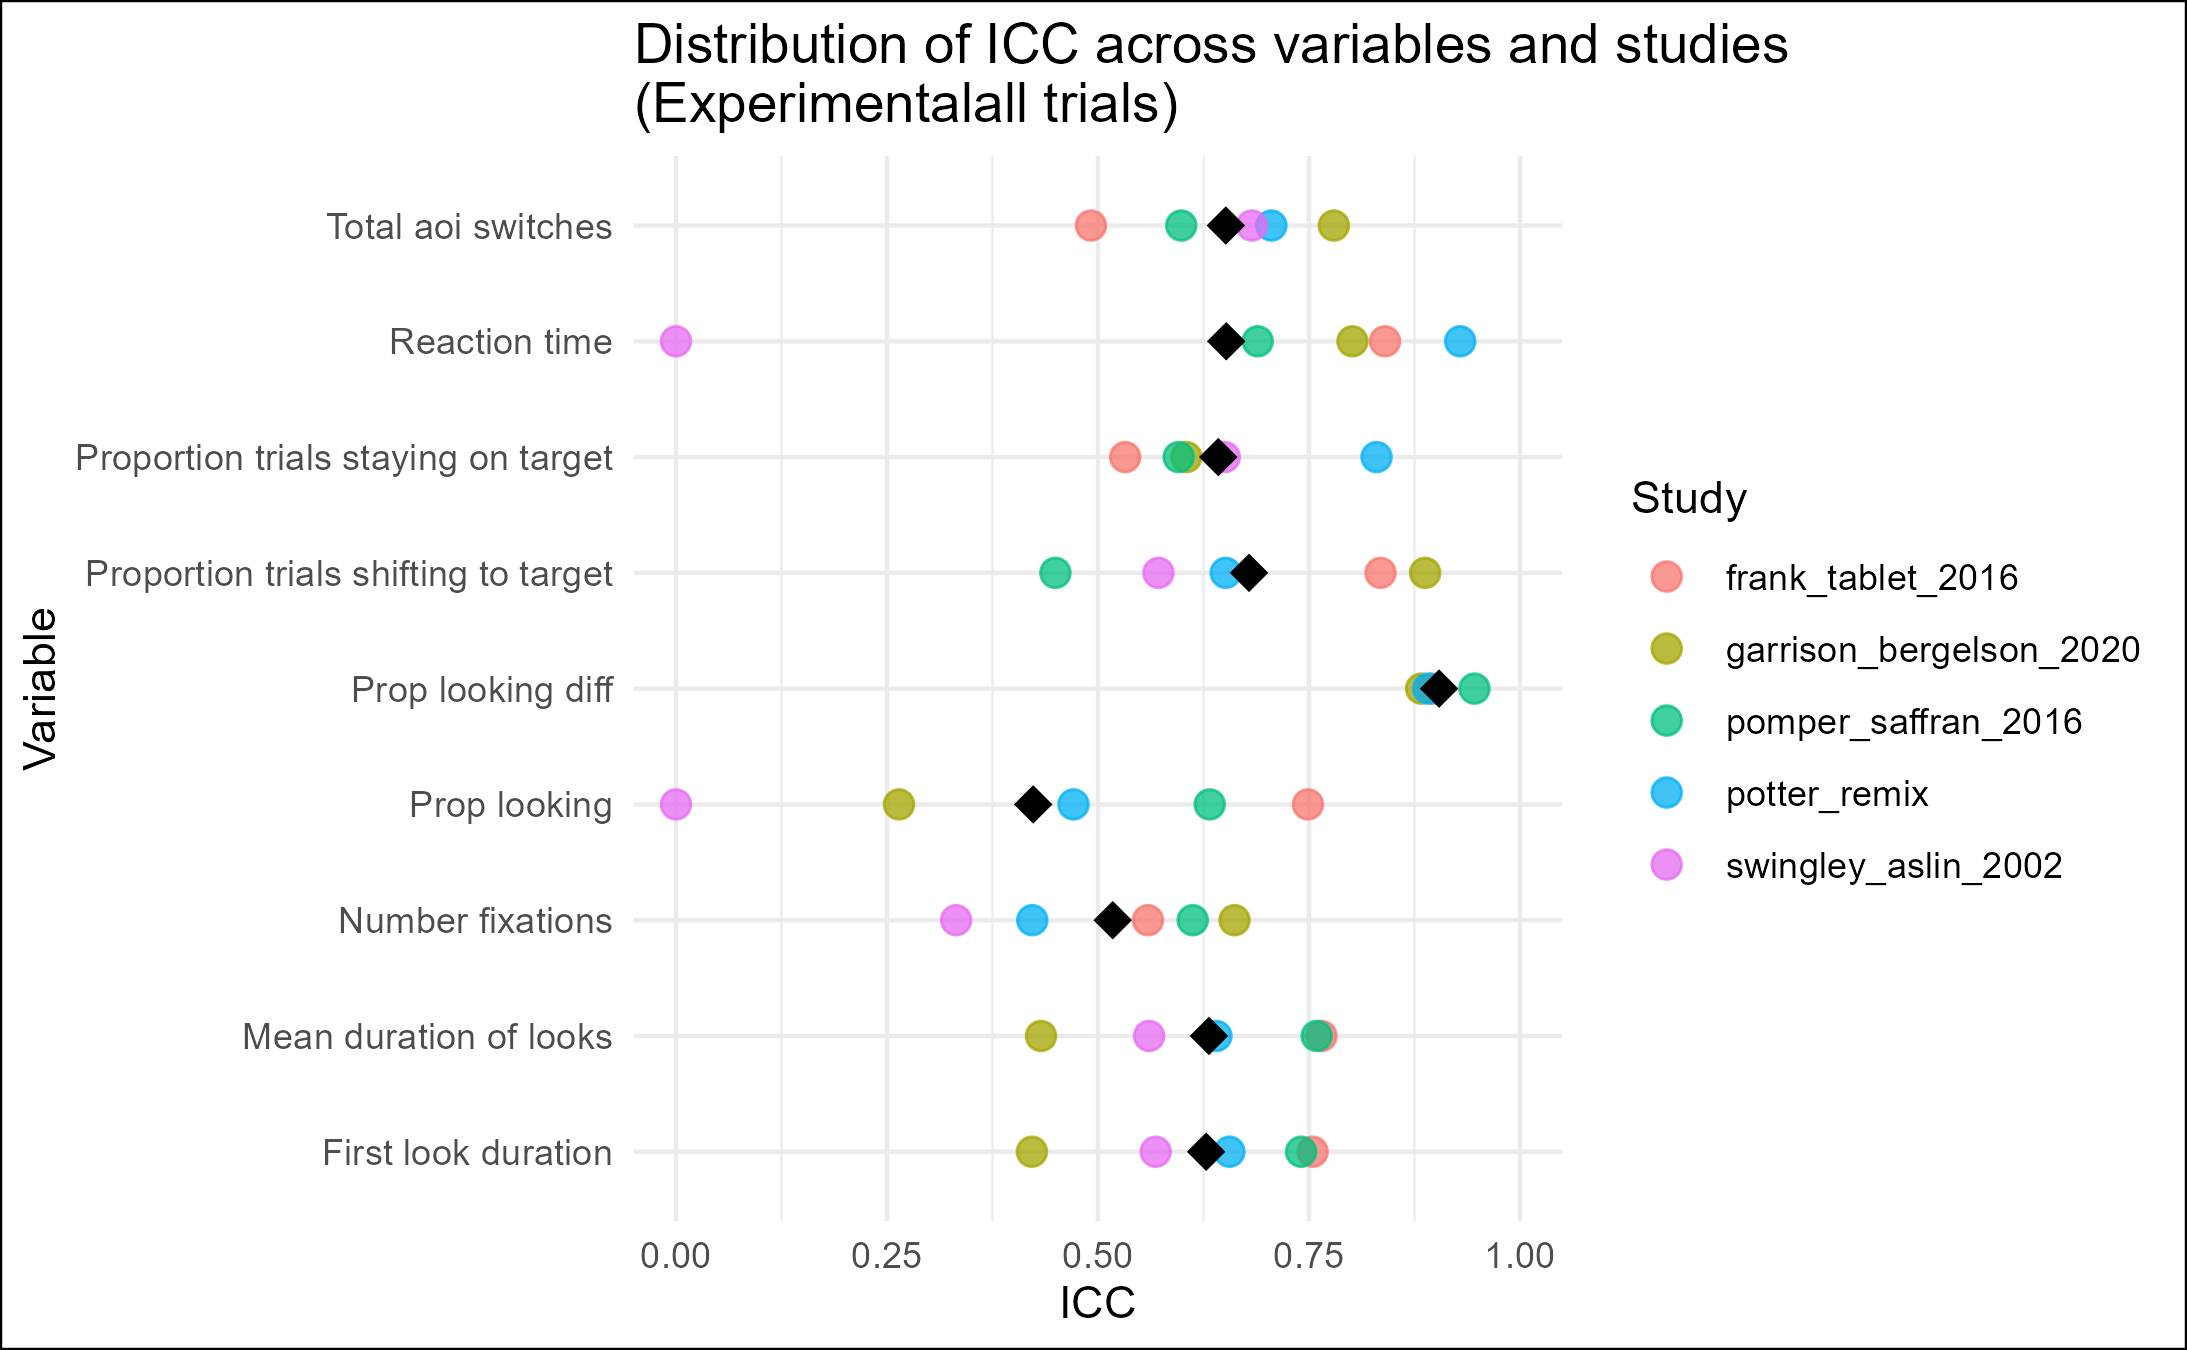 Distribution of ICC across variables and studies
(Experimentalall trials)
Total aoi switches
Reaction time
Proportion trials staying on target
Proportion trials shifting to target
Prop looking diff
Prop looking
Number fixations
Mean duration of looks
First look duration
Variable
0.00 0.25 0.50 0.75 1.00
ICC
Study
frank_tablet_2016
garrison_bergelson_2020
pomper_saffran_2016
potter_remix
swingley_aslin_2002